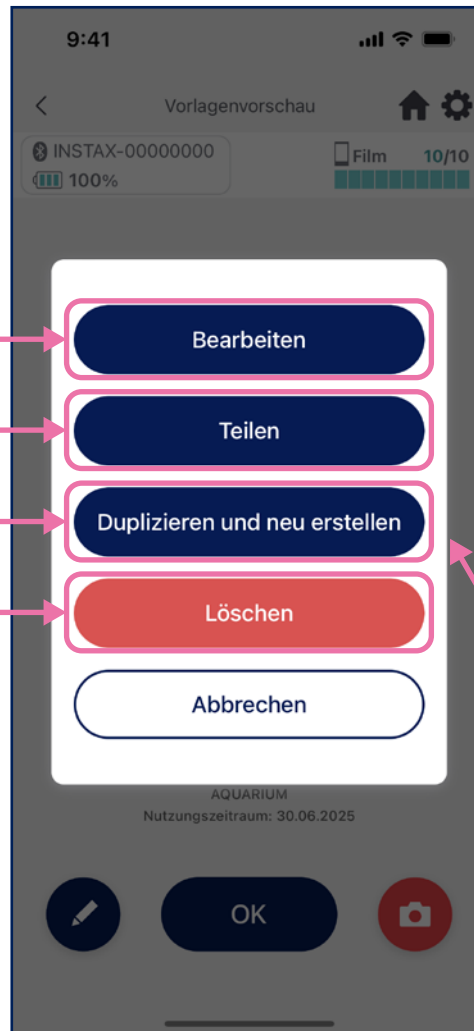 9:41
Vorlagenvorschau
INSTAX-00000000
Film 10/10
100%
Bearbeiten
Teilen
Duplizieren und neu erstellen
Löschen
Abbrechen
AQUARIUM
Nutzungszeitraum: 30.06.2025
OK